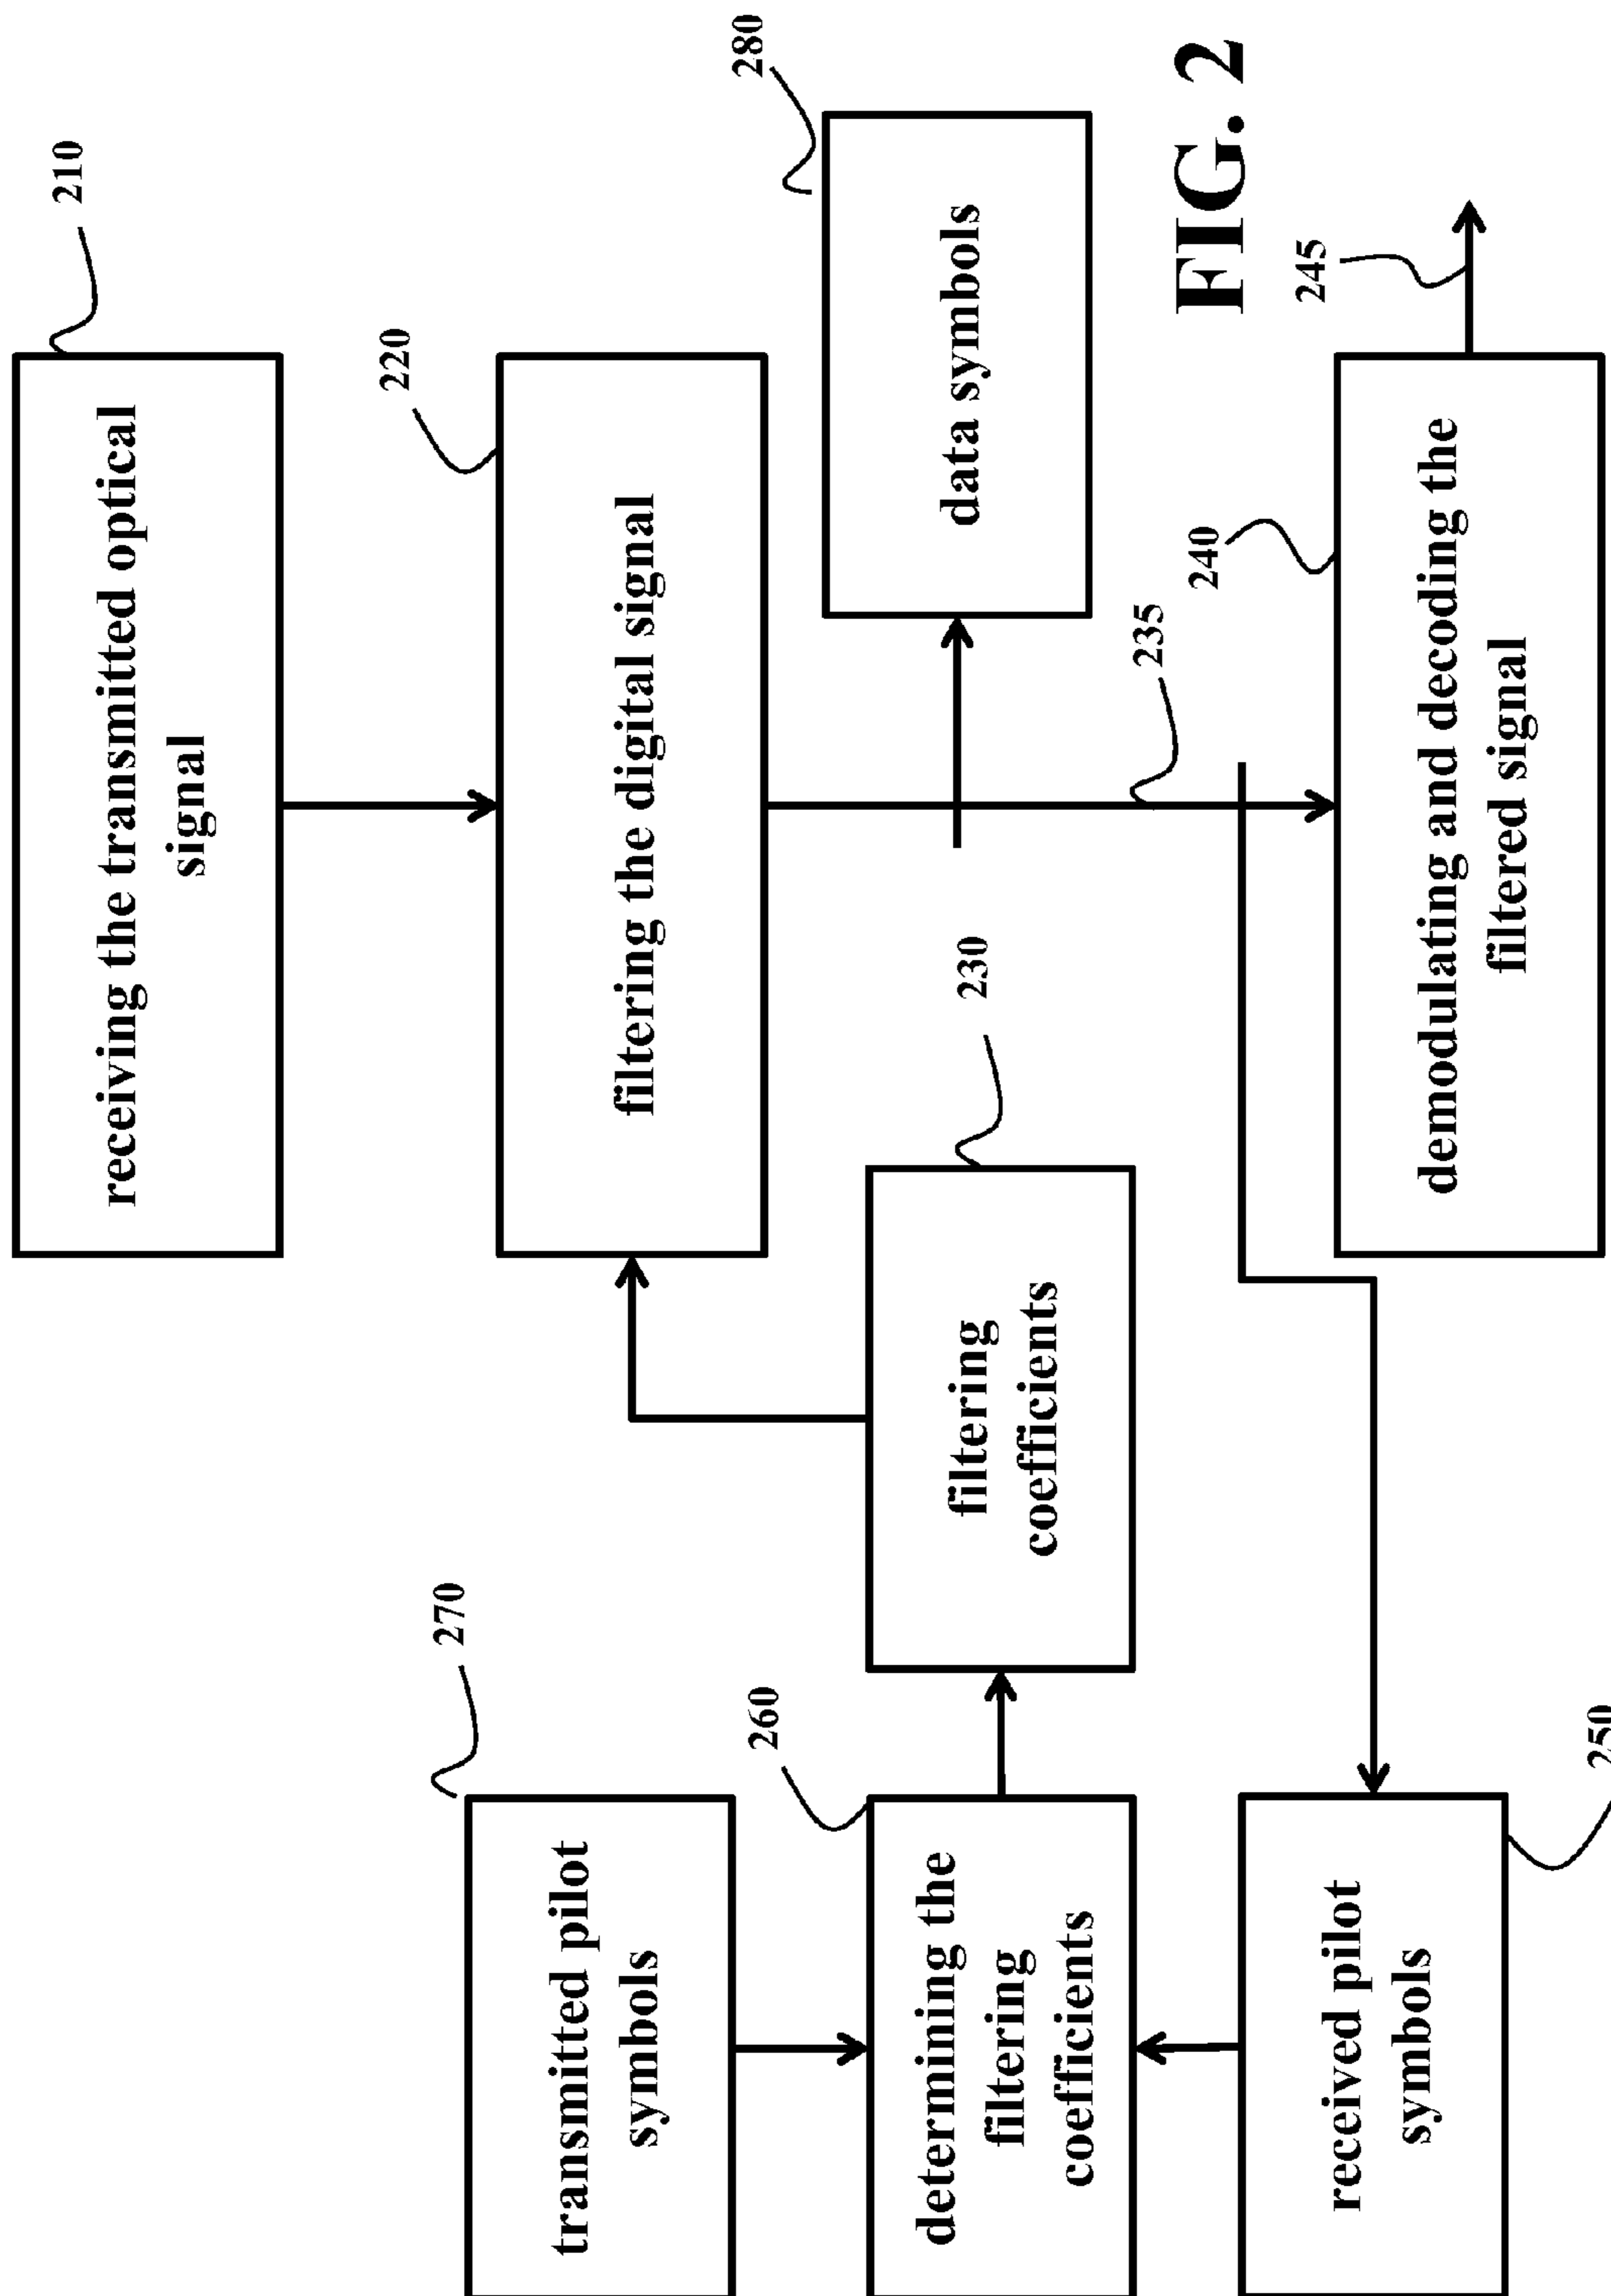 210
receiving the transmitted optical
signal
220
filtering the digital signal
280
data symbols
270
transmitted pilot
symbols
260
determining the
filtering
coefficients
230
filtering
coefficients
235
240
demodulating and decoding the
filtered signal
245
250
received pilot
symbols
FIG. 2